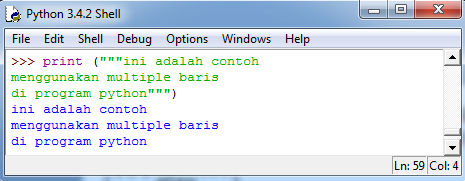 Python 3.4.2 Shell
File Edit Shell Debug Options Windows Help
>>> print ("""ini adalah contoh
menggunakan multiple baris
di program python""")
ini adalah contoh
menggunakan multiple baris
di program python
Ln: 59 Col: 4